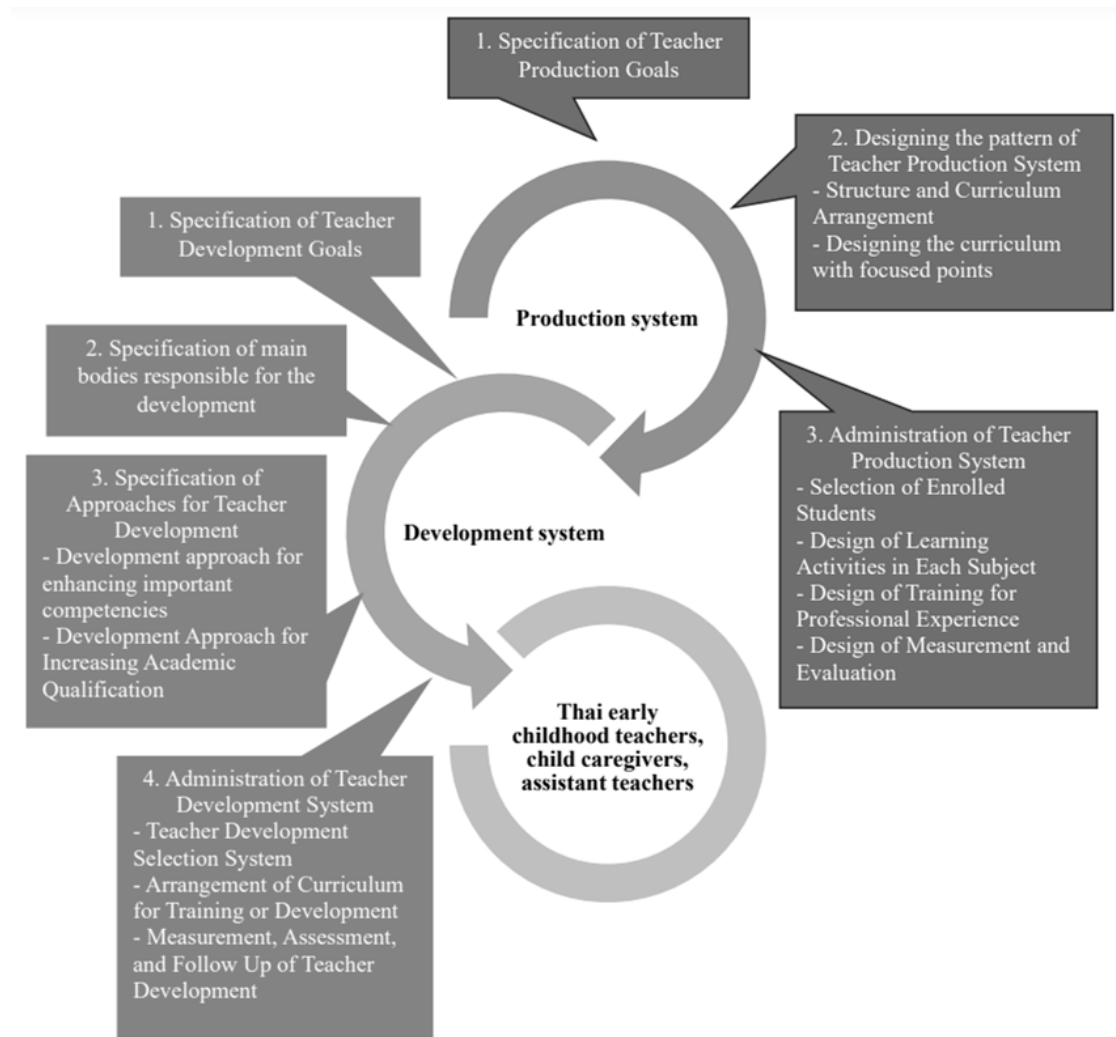 1. Specification of Teacher
Production Goals
2. Designing the pattern of
Teacher Production System
- Structure and Curriculum
Arrangement
- Designing the curriculum
with focused points
3. Administration of Teacher
Production System
- Selection of Enrolled
Students
- Design of Learning
Activities in Each Subject
- Design of Training for
Professional Experience
- Design of Measurement and
Evaluation
Production system
1. Specification of Teacher
Development Goals
2. Specification of main
bodies responsible for the
development
3. Specification of
Approaches for Teacher
Development
- Development approach for
enhancing important
competencies
- Development Approach for
Increasing Academic
Qualification
4. Administration of Teacher
Development System
- Teacher Development
Selection System
- Arrangement of Curriculum
for Training or Development
- Measurement, Assessment,
and Follow Up of Teacher
Development
Development system
Thai early
childhood teachers,
child caregivers,
assistant teachers